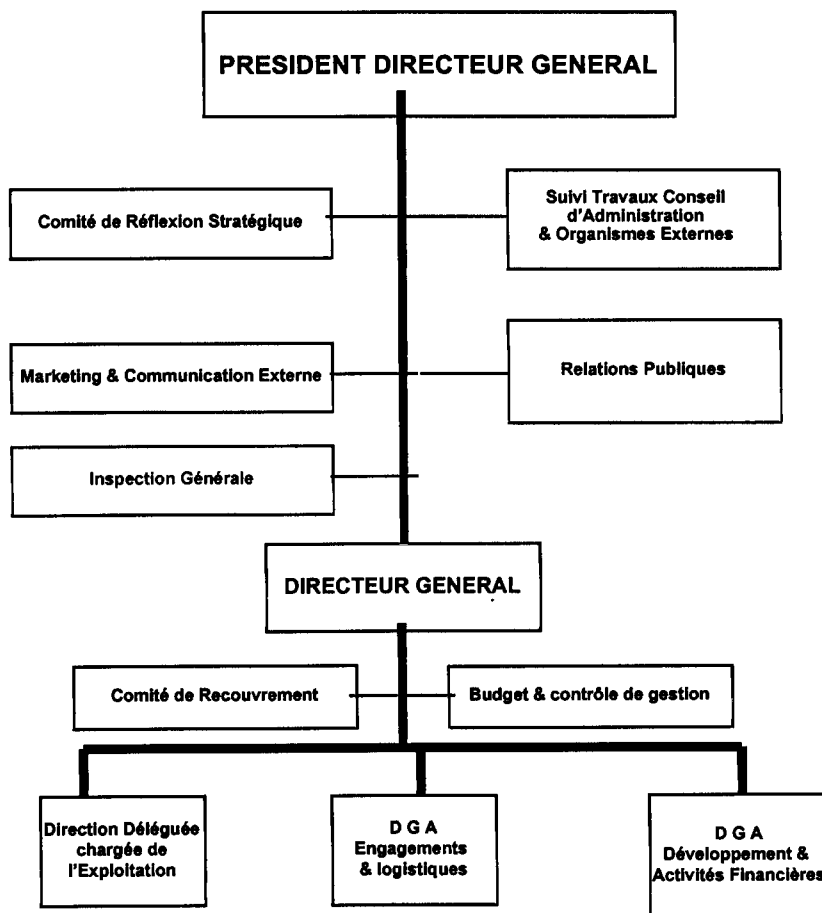 PRESIDENT DIRECTEUR GENERAL
Comité de Réflexion Stratégique
Suivi Travaux Conseil
d'Administration
& Organismes Externes
Marketing & Communication Externe
Relations Publiques
Inspection Générale
DIRECTEUR GENERAL
Comité de Recouvrement
Budget & contrôle de gestion
Direction Déléguée
chargée de
l'Exploitation
D G A
Engagements
& logistiques
D G A
Développement &
Activités Financières